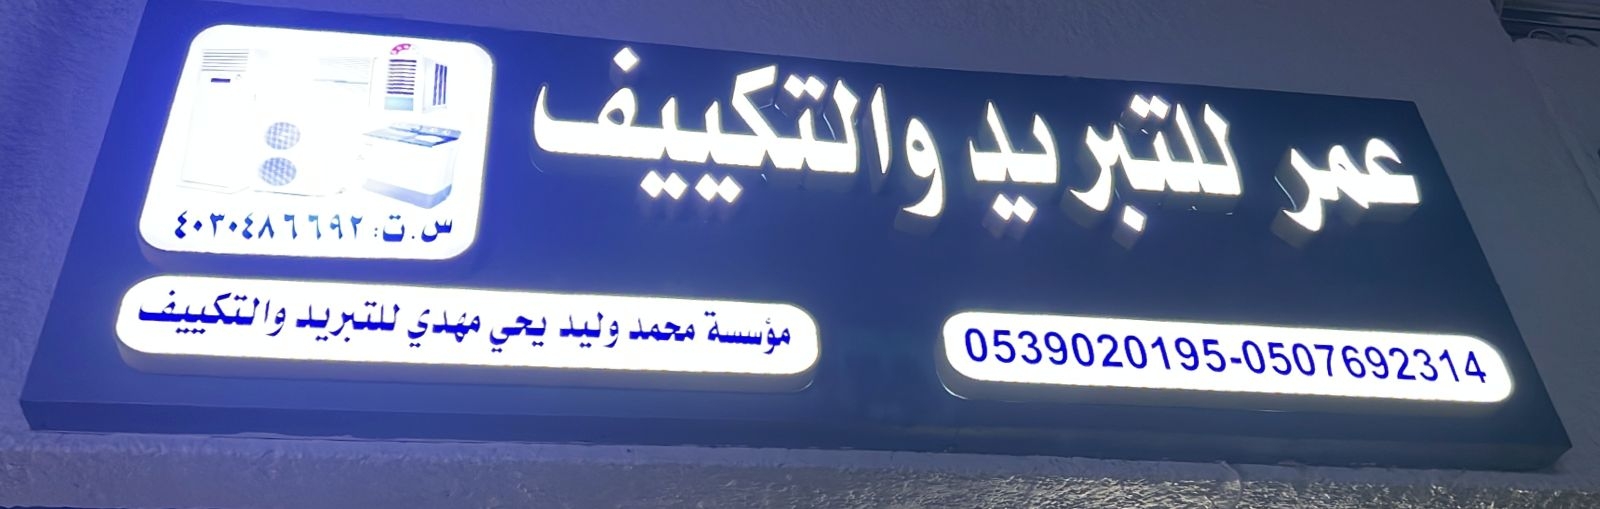 عمر للتبريد والتكييف
س.ت: ٤٠٣٠٤٨٦٦٩٢
مؤسسة محمد وليد يحي مهدي للتبريد والتكييف
0539020195-0507692314